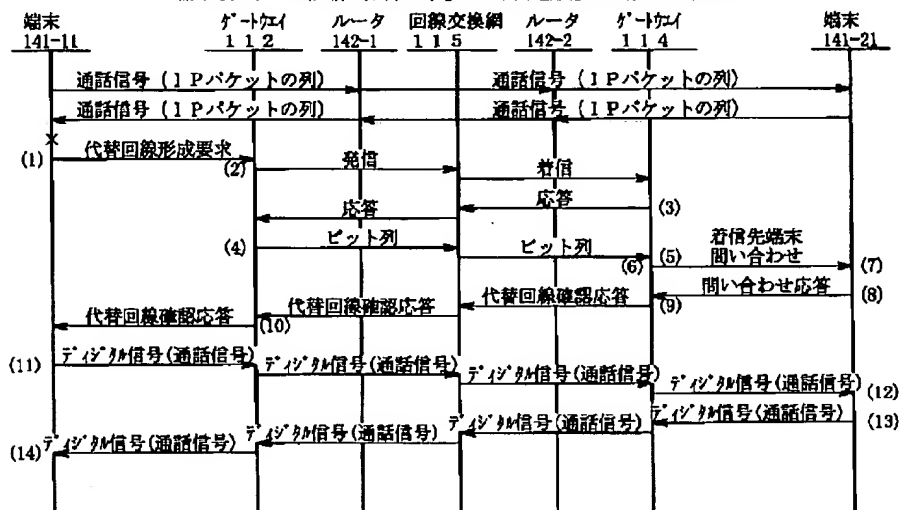 端末 ゲートウエイ ルータ 回線交換網 ルータ ゲートウエイ 端末
141-11 112 142-1 115 142-2 114 141-21
通話信号(IPパケットの列) 通話信号(IPパケットの列)
通話信号(IPパケットの列) 通話信号(IPパケットの列)
×
(1) 代替回線形成要求
(2) 発信
着信
応答 (3)
応答
(4) ビット列
ビット列 (5)
(6) 着信先端末
問い合わせ (7)
問い合わせ応答 (8)
代替回線確認応答 (9)
代替回線確認応答
代替回線確認応答 (10)
(11) ディジタル信号(通話信号)
ディジタル信号(通話信号)
ディジタル信号(通話信号)
ディジタル信号(通話信号) (12)
ディジタル信号(通話信号) (13)
ディジタル信号(通話信号)
ディジタル信号(通話信号)
(14) ディジタル信号(通話信号)